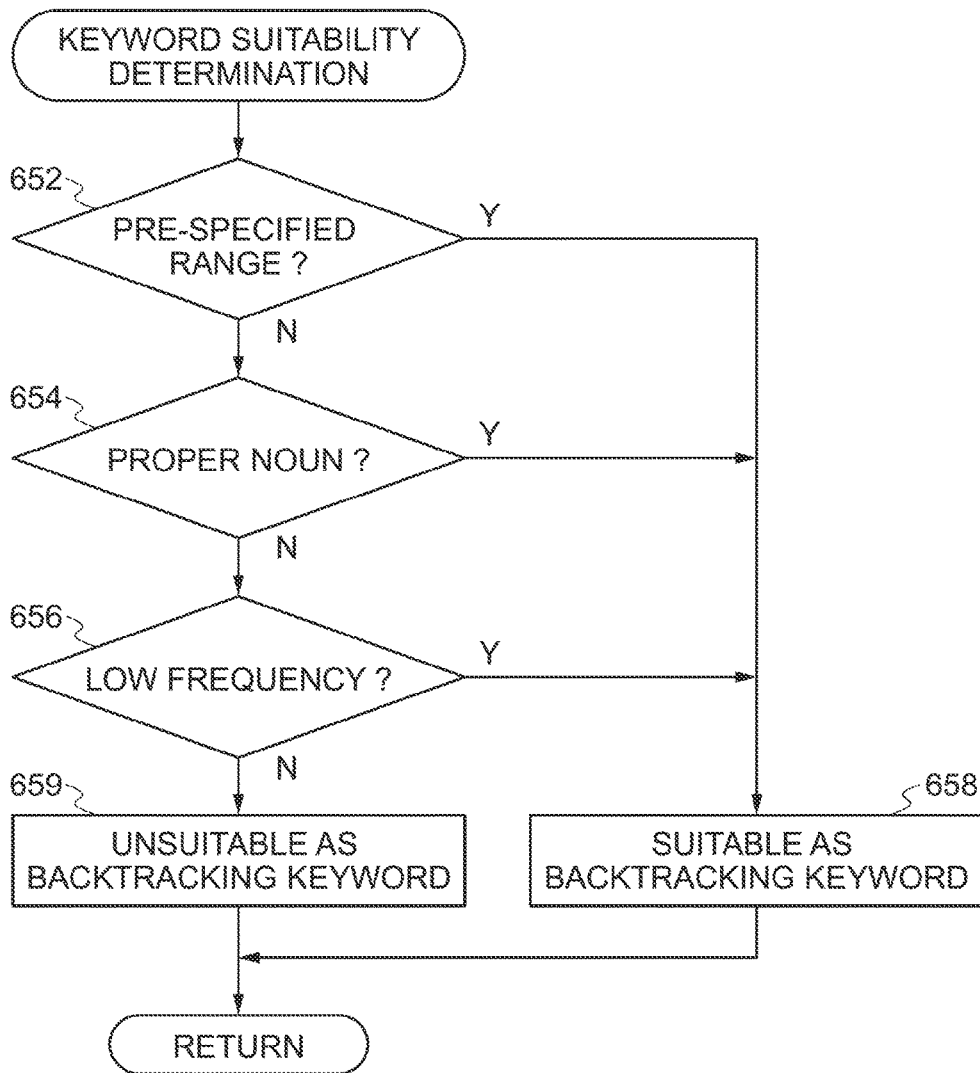 KEYWORD SUITABILITY
DETERMINATION
652
PRE-SPECIFIED
RANGE ?
Y
N
654
PROPER NOUN ?
Y
N
656
LOW FREQUENCY ?
Y
N
659
UNSUITABLE AS
BACKTRACKING KEYWORD
658
SUITABLE AS
BACKTRACKING KEYWORD
RETURN